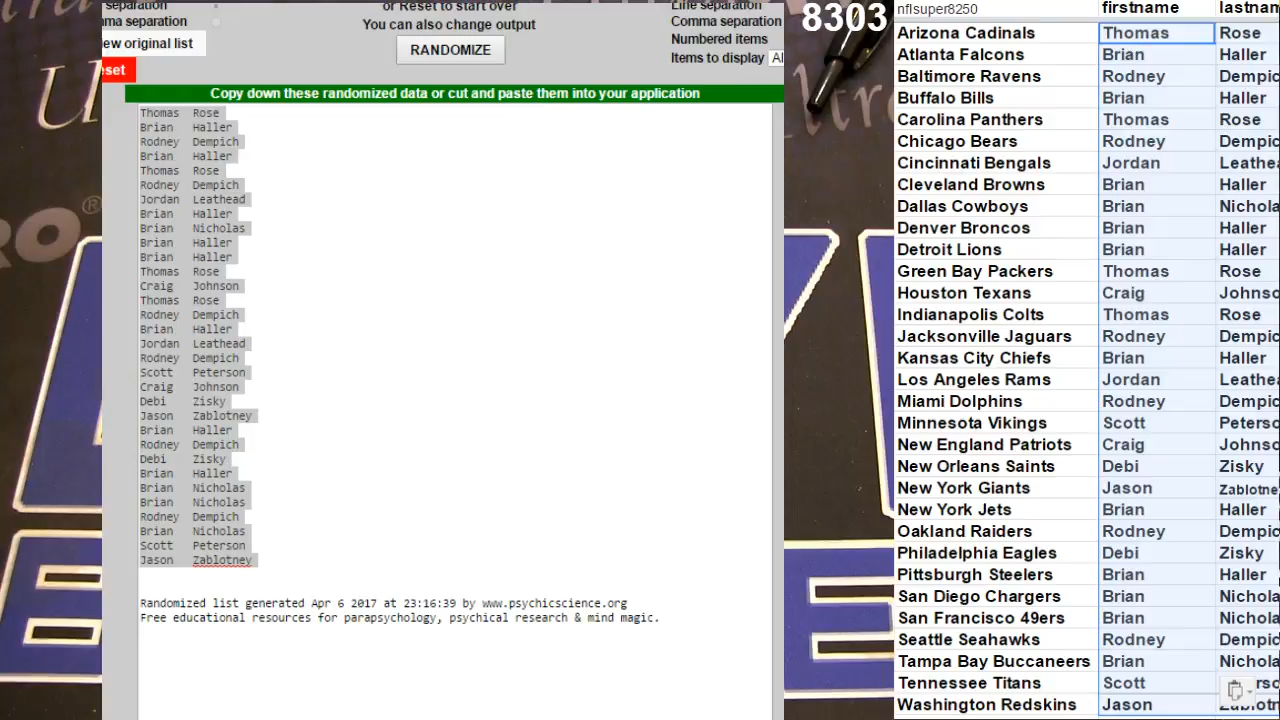 separation
mma separation
ew original list
eset
or Reset to start over
You can also change output
RANDOMIZE
Line separation
Comma separation
Numbered items
Items to display
8303
Copy down these randomized data or cut and paste them into your application
Thomas Rose
Brian Haller
Rodney Dempich
Brian Haller
Thomas Rose
Rodney Dempich
Jordan Leathead
Brian Haller
Brian Nicholas
Brian Haller
Brian Haller
Thomas Rose
Craig Johnson
Thomas Rose
Rodney Dempich
Brian Haller
Jordan Leathead
Rodney Dempich
Scott Peterson
Craig Johnson
Debi Zisky
Jason Zablotney
Brian Haller
Rodney Dempich
Debi Zisky
Brian Haller
Brian Nicholas
Brian Nicholas
Rodney Dempich
Brian Nicholas
Scott Peterson
Jason Zablotney
Randomized list generated Apr 6 2017 at 23:16:39 by www.psychicscience.org
Free educational resources for parapsychology, psychical research & mind magic.
nflsuper8250 firstname lastnan
Arizona Cadinals Thomas Rose
Atlanta Falcons Brian Haller
Baltimore Ravens Rodney Dempic
Buffalo Bills Brian Haller
Carolina Panthers Thomas Rose
Chicago Bears Rodney Dempic
Cincinnati Bengals Jordan Leathea
Cleveland Browns Brian Haller
Dallas Cowboys Brian Nichola
Denver Broncos Brian Haller
Detroit Lions Brian Haller
Green Bay Packers Thomas Rose
Houston Texans Craig Johnso
Indianapolis Colts Thomas Rose
Jacksonville Jaguars Rodney Dempic
Kansas City Chiefs Brian Haller
Los Angeles Rams Jordan Leathea
Miami Dolphins Rodney Dempic
Minnesota Vikings Scott Peterso
New England Patriots Craig Johnso
New Orleans Saints Debi Zisky
New York Giants Jason Zablotne
New York Jets Brian Haller
Oakland Raiders Rodney Dempic
Philadelphia Eagles Debi Zisky
Pittsburgh Steelers Brian Haller
San Diego Chargers Brian Nichola
San Francisco 49ers Brian Nichola
Seattle Seahawks Rodney Dempic
Tampa Bay Buccaneers Brian Nichola
Tennessee Titans Scott
Washington Redskins Jason Zablotn